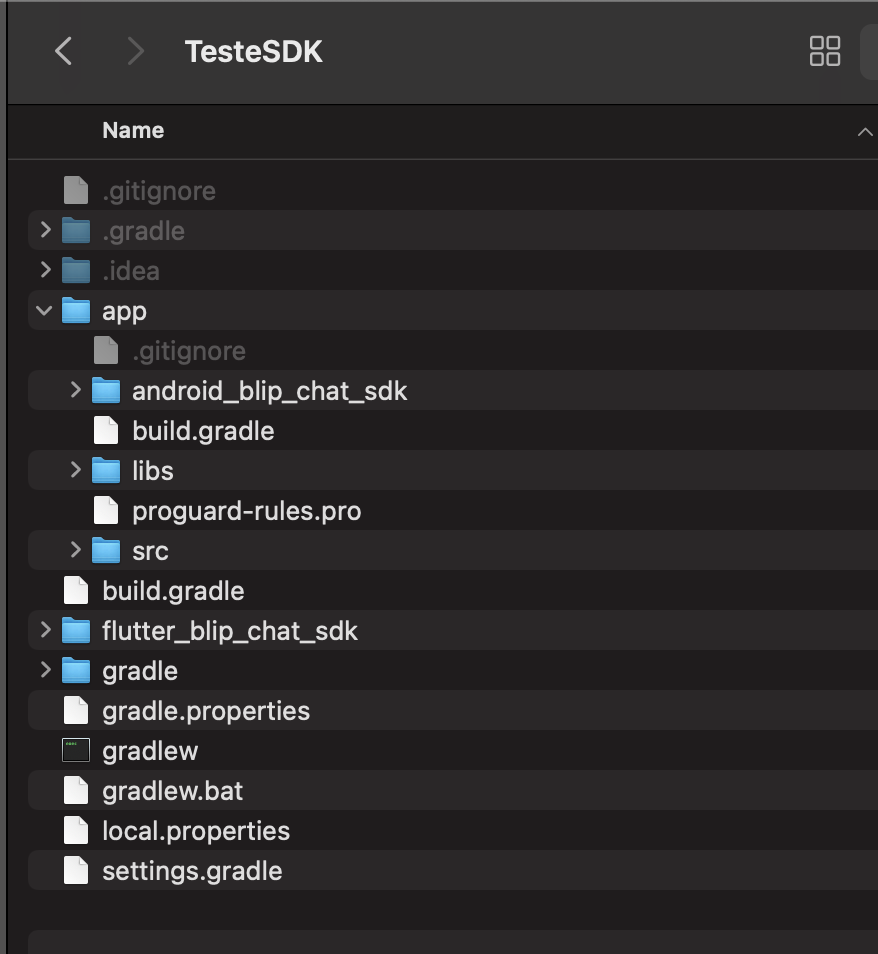 TesteSDK
Name
.gitignore
.gradle
.idea
app
.gitignore
android_blip_chat_sdk
build.gradle
libs
proguard-rules.pro
src
build.gradle
flutter_blip_chat_sdk
gradle
gradle.properties
gradlew
gradlew.bat
local.properties
settings.gradle